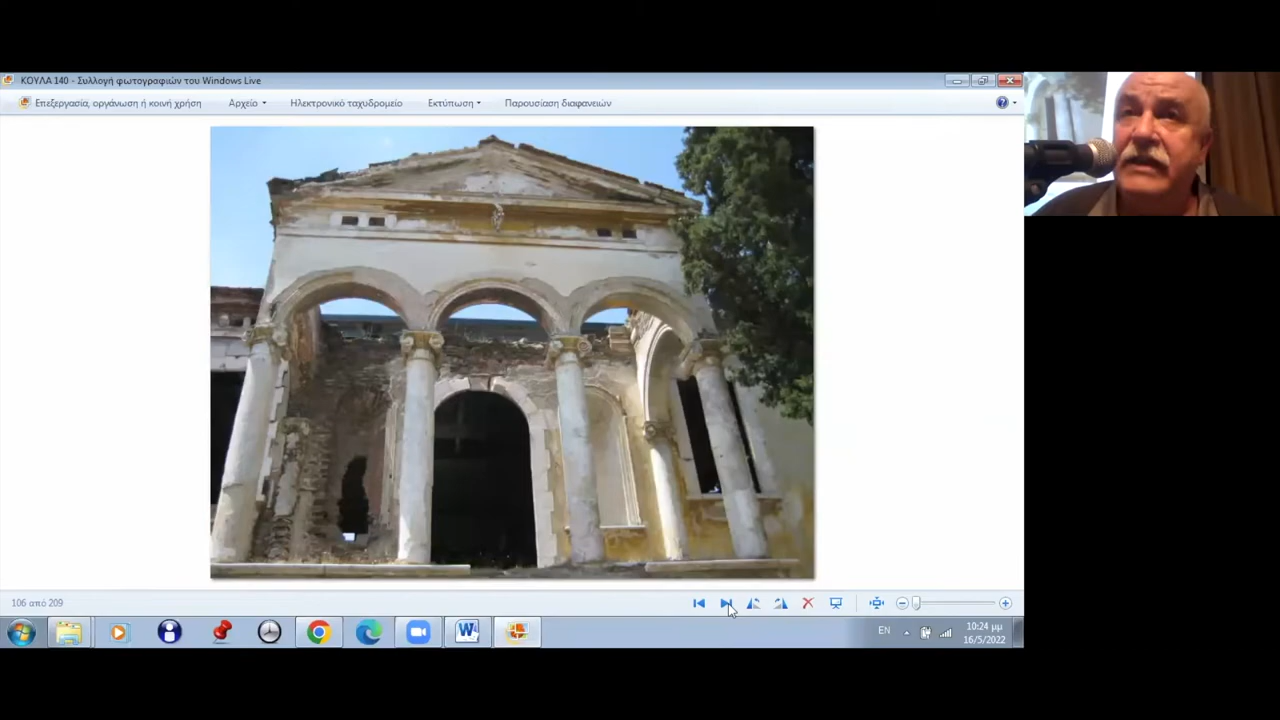 ΚΟΥΛΑ 140 - Συλλογή φωτογραφιών του Windows Live
Επεξεργασία, οργάνωση ή κοινή χρήση Αρχείο Ηλεκτρονικό ταχυδρομείο Εκτύπωση Παρουσίαση διαφανειών
106 από 209
EN
10:24 μμ
16/5/2022